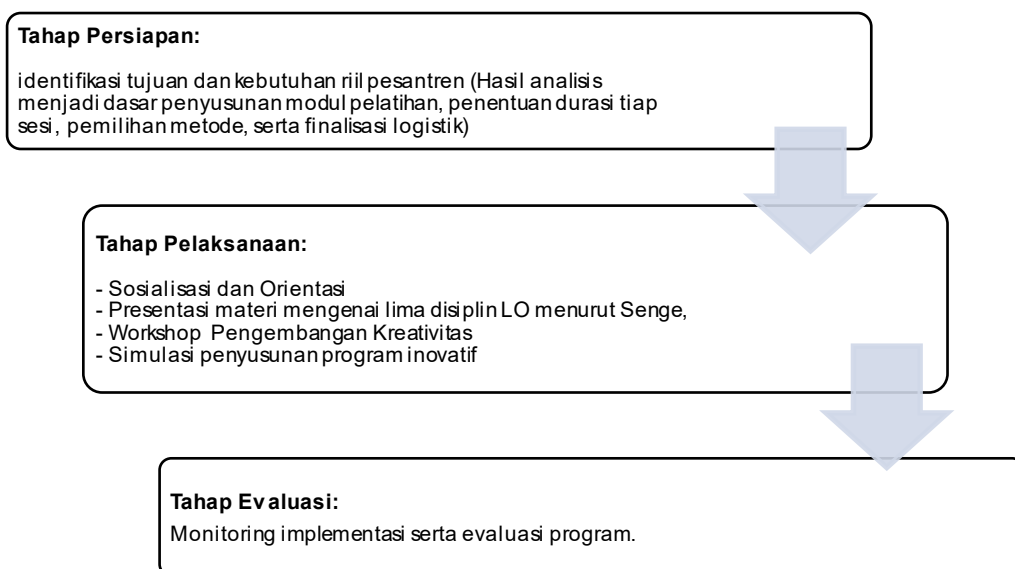 Tahap Persiapan:
identifikasi tujuan dan kebutuhan riil pesantren (Hasil analisis
menjadi dasar penyusunan modul pelatihan, penentuan durasi tiap
sesi, pemilihan metode, serta finalisasi logistik)
Tahap Pelaksanaan:
- Sosialisasi dan Orientasi
- Presentasi materi mengenai lima disiplin LO menurut Senge,
- Workshop Pengembangan Kreativitas
- Simulasi penyusunan program inovatif
Tahap Evaluasi:
Monitoring implementasi serta evaluasi program.